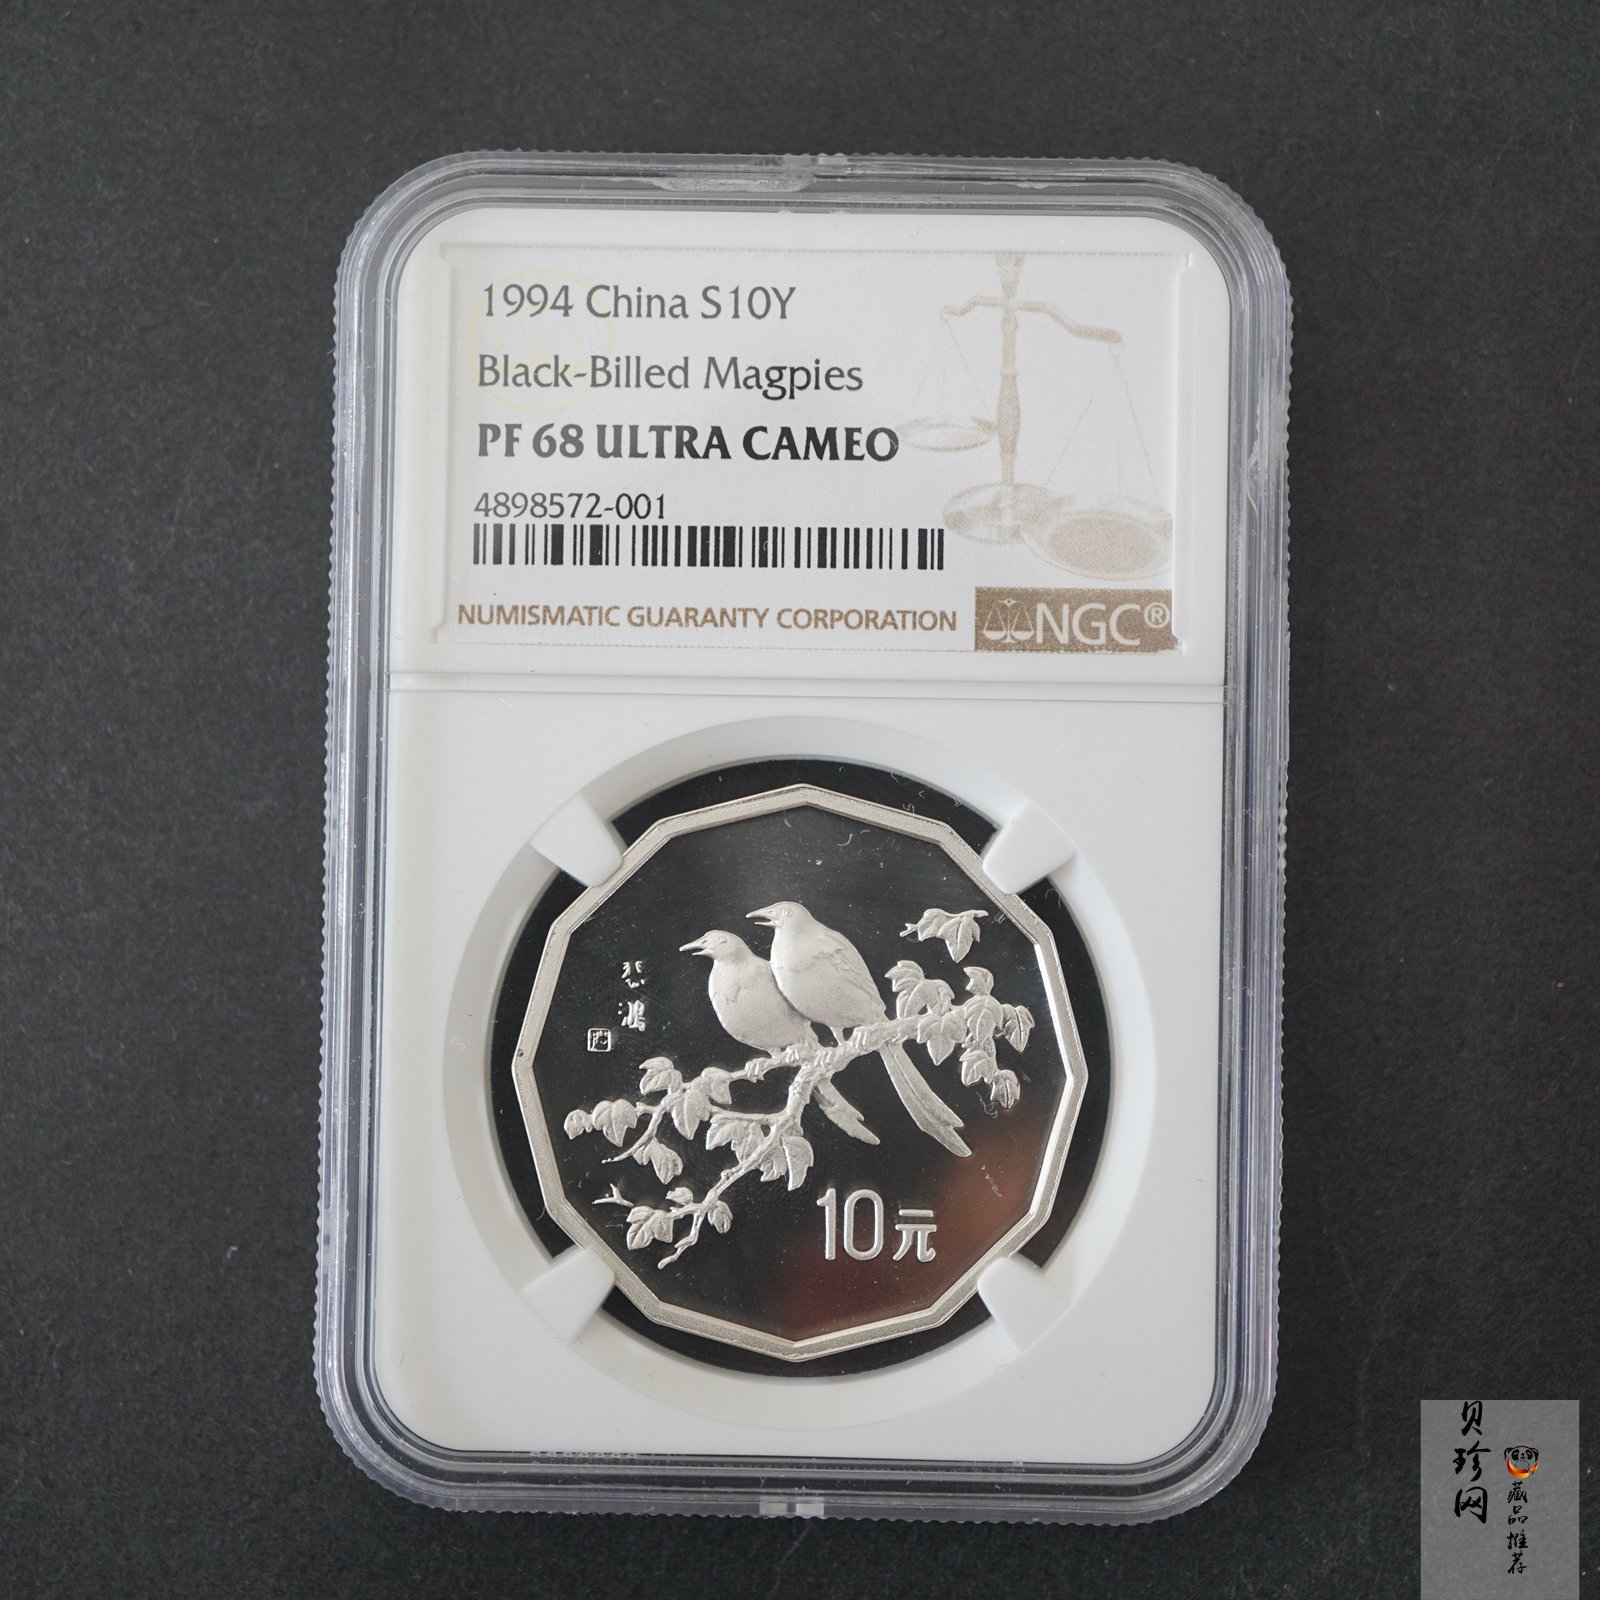 1994 China S10Y
Black-Billed Magpies
PF 68 ULTRA CAMEO
4898572-001
NUMISMATIC GUARANTY CORPORATION
NGC®
悲鴻
10元
贝珍网
藏品推荐